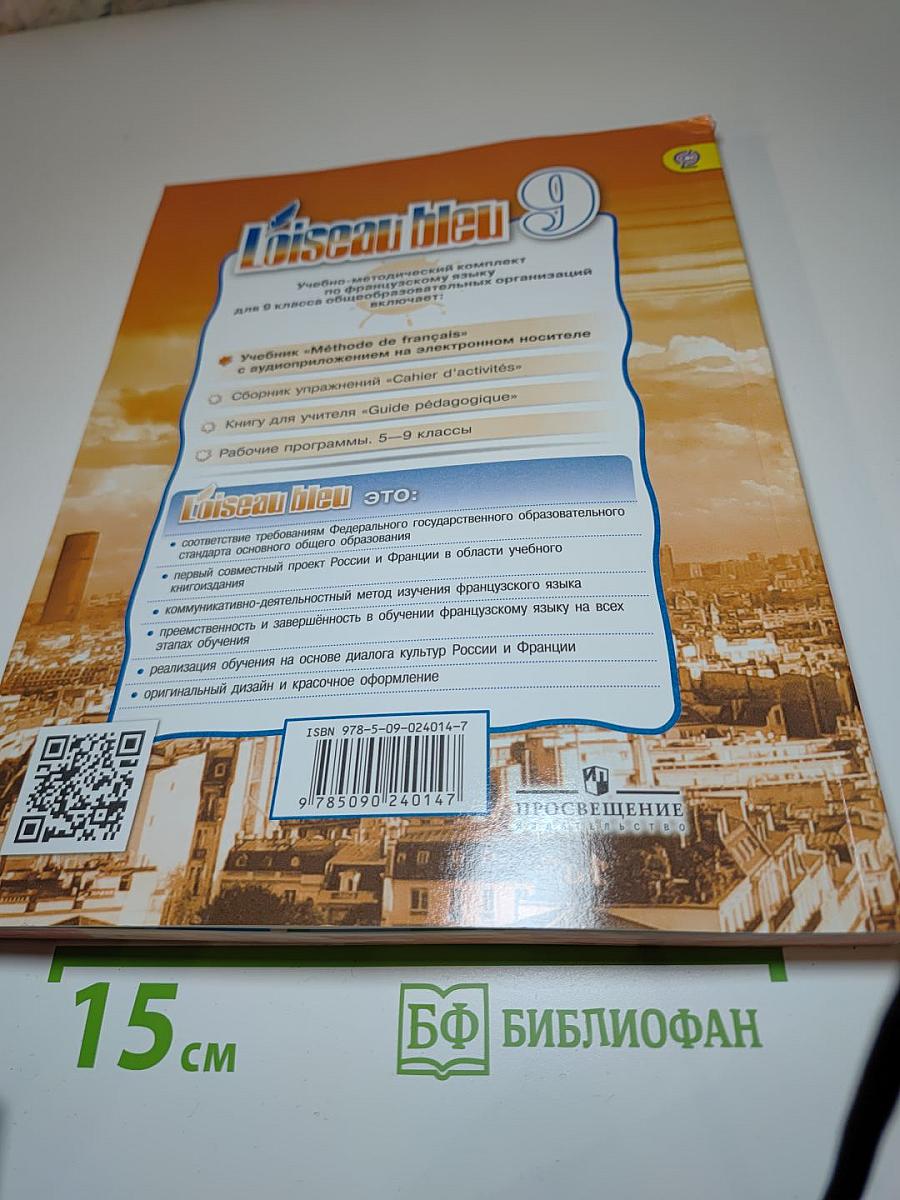 L'oiseau bleu 9
Учебно-методический комплект
по французскому языку
для 9 класса общеобразовательных организаций
включает:
Учебник «Méthode de français»
с аудиоприложением на электронном носителе
Сборник упражнений «Cahier d'activités»
Книгу для учителя «Guide pédagogique»
Рабочие программы. 5—9 классы
L'oiseau bleu ЭТО:
• соответствие требованиям Федерального государственного образовательного
стандарта основного общего образования
• первый совместный проект России и Франции в области учебного
книгоиздания
• коммуникативно-деятельностный метод изучения французского языка
• преемственность и завершённость в обучении французскому языку на всех
этапах обучения
• реализация обучения на основе диалога культур России и Франции
• оригинальный дизайн и красочное оформление
ISBN 978-5-09-024014-7
9 785090 240147
ПРОСВЕЩЕНИЕ
ИЗДАТЕЛЬСТВО
15 см
БФ БИБЛИОФАН